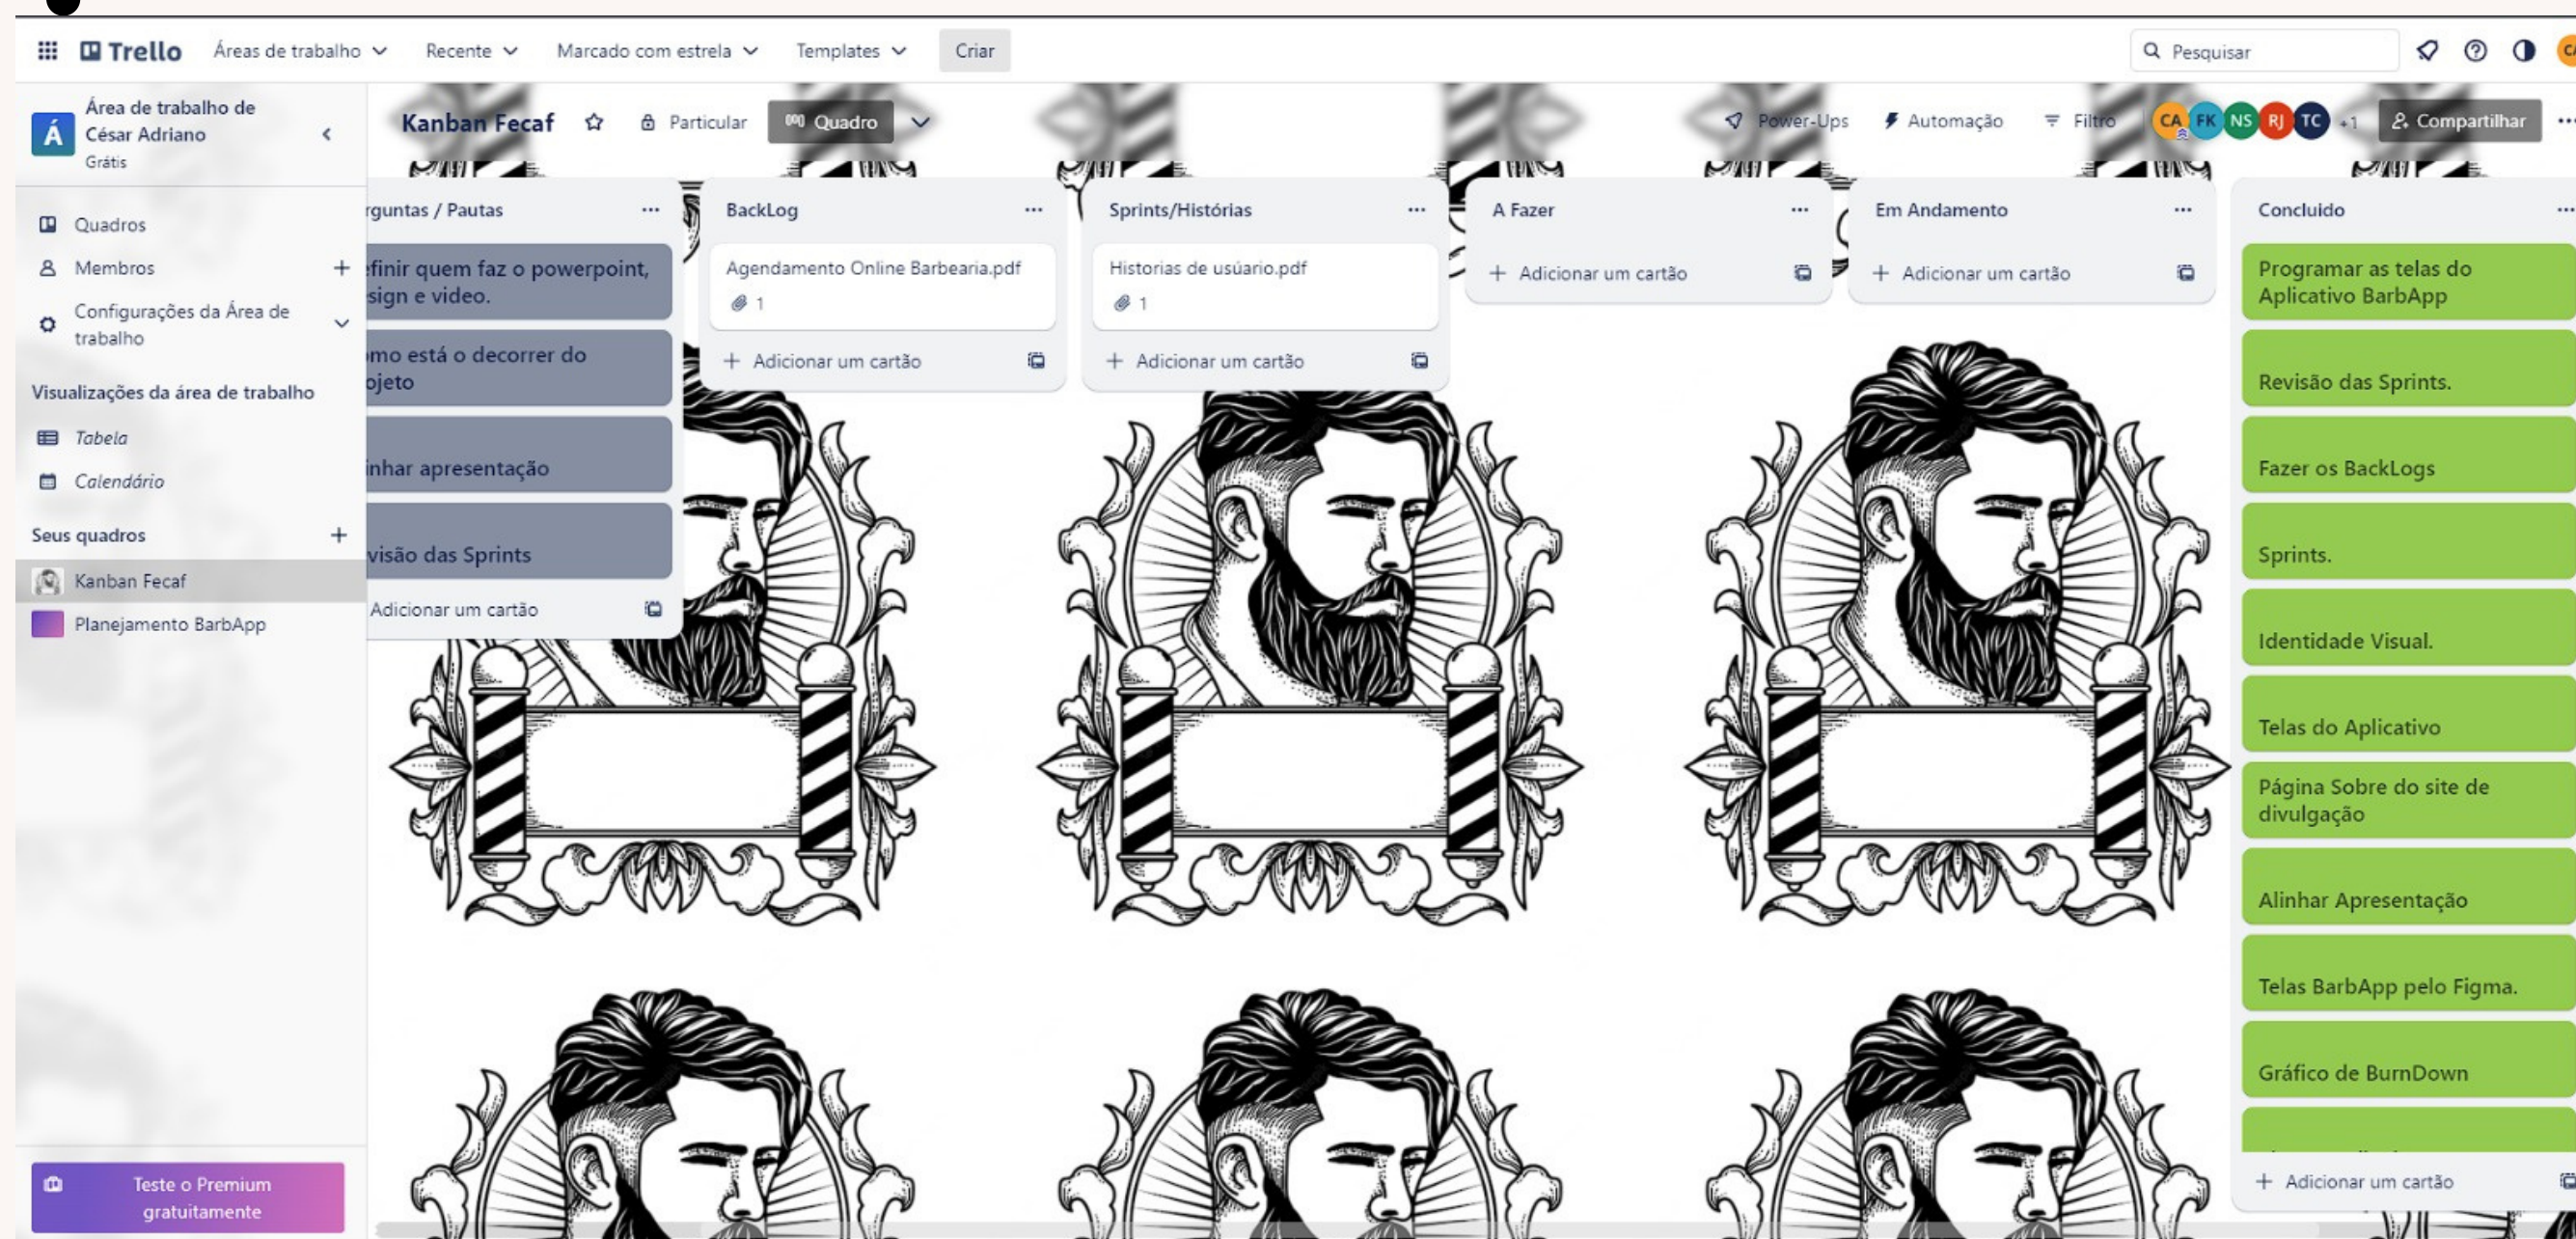 Trello
Áreas de trabalho
Recente
Marcado com estrela
Templates
Criar
Pesquisar
Á
Área de trabalho de
César Adriano
Grátis
Kanban Fecaf
Particular
Quadro
Power-Ups
Automação
Filtro
CA
FK
NS
RJ
TC
+1
Compartilhar
Quadros
Membros
Configurações da Área de
trabalho
Visualizações da área de trabalho
Tabela
Calendário
Seus quadros
Kanban Fecaf
Planejamento BarbApp
Teste o Premium
gratuitamente
rguntas / Pautas
efinir quem faz o powerpoint,
sign e video.
omo está o decorrer do
ojeto
inhar apresentação
visão das Sprints
Adicionar um cartão
BackLog
Agendamento Online Barbearia.pdf
1
+ Adicionar um cartão
Sprints/Histórias
Historias de usúario.pdf
1
+ Adicionar um cartão
A Fazer
+ Adicionar um cartão
Em Andamento
+ Adicionar um cartão
Concluido
Programar as telas do
Aplicativo BarbApp
Revisão das Sprints.
Fazer os BackLogs
Sprints.
Identidade Visual.
Telas do Aplicativo
Página Sobre do site de
divulgação
Alinhar Apresentação
Telas BarbApp pelo Figma.
Gráfico de BurnDown
+ Adicionar um cartão